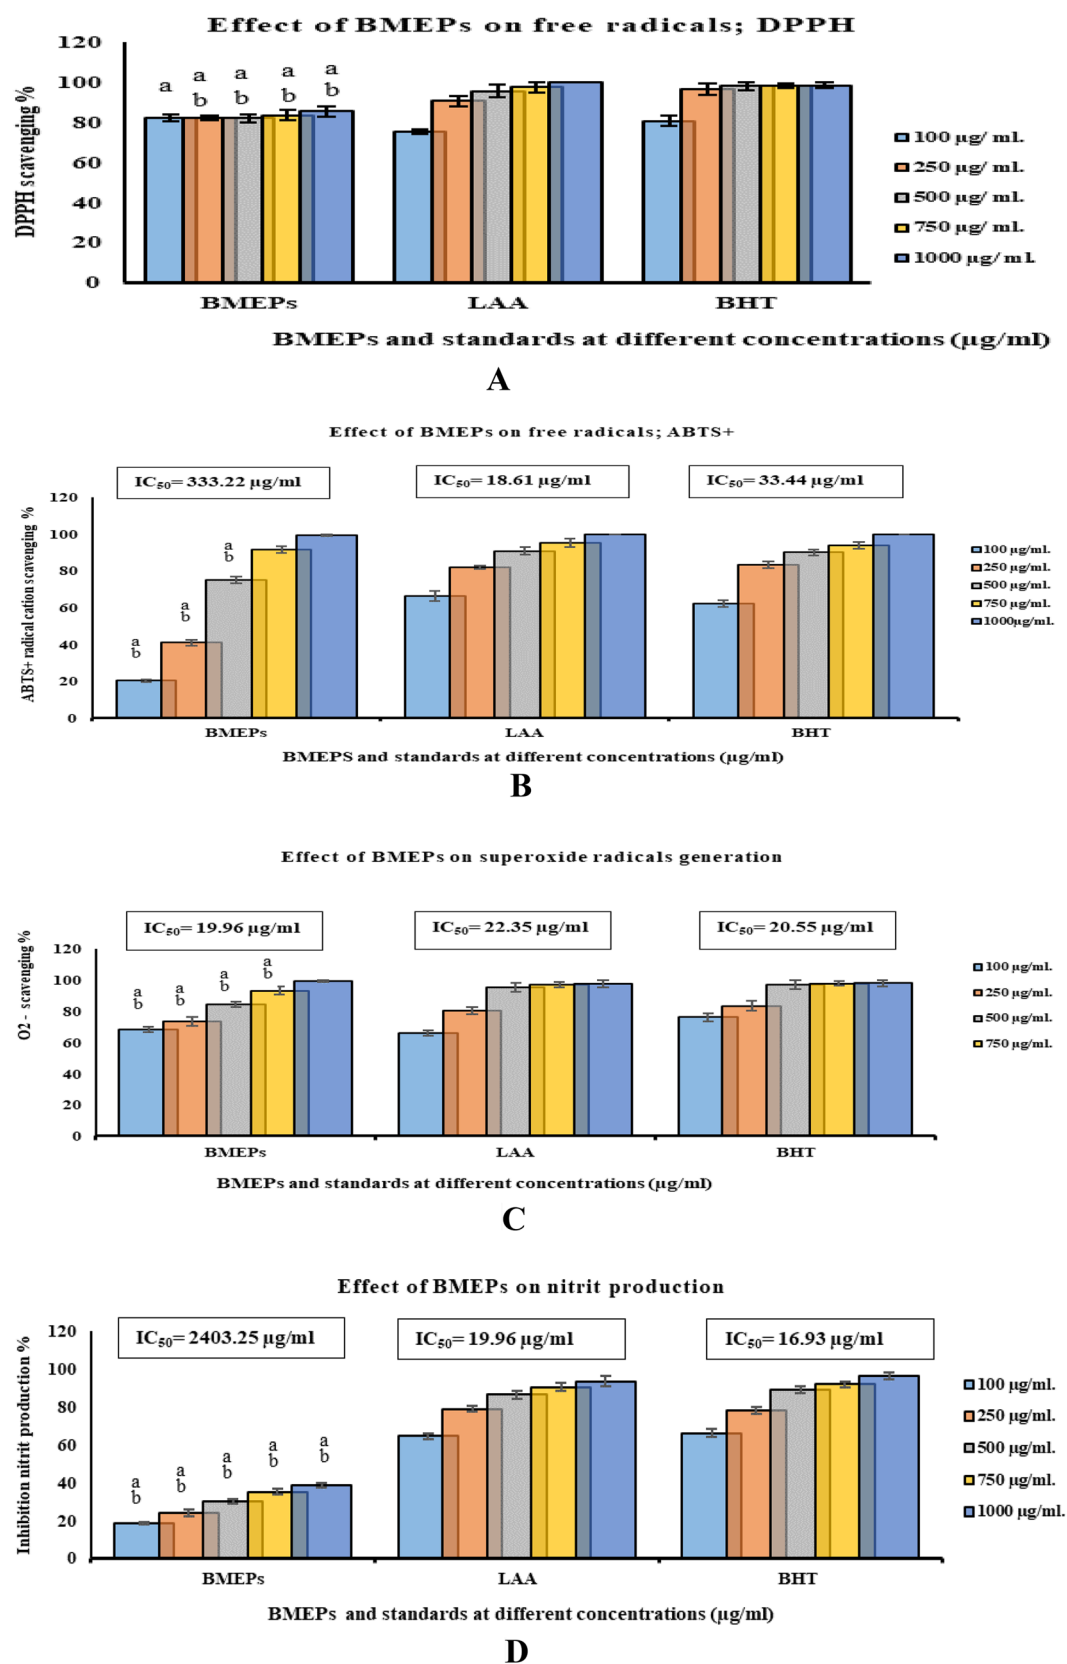 Effect of BMEPs on free radicals; DPPH
DPPH scavenging %
120
100
80
60
40
20
0
a
a
b
a
b
a
b
a
b
BMEPs
LAA
BHT
100 µg/ ml.
250 µg/ ml.
500 µg/ ml.
750 µg/ ml.
1000 µg/ ml.
BMEPs and standards at different concentrations (µg/ml)
A
Effect of BMEPs on free radicals; ABTS+
IC50= 333.22 µg/ml
IC50= 18.61 µg/ml
IC50= 33.44 µg/ml
ABTS+ radical cation scavenging %
120
100
80
60
40
20
0
a
b
a
b
a
b
BMEPs
LAA
BHT
100 µg/ml.
250 µg/ml.
500 µg/ml.
750 µg/ml.
1000µg/ml.
BMEPS and standards at different concentrations (µg/ml)
B
Effect of BMEPs on superoxide radicals generation
IC50= 19.96 µg/ml
IC50= 22.35 µg/ml
IC50= 20.55 µg/ml
O2 - scavenging %
120
100
80
60
40
20
0
a
b
a
b
a
b
a
b
BMEPs
LAA
BHT
100 µg/ml.
250 µg/ml.
500 µg/ml.
750 µg/ml.
BMEPs and standards at different concentrations (µg/ml)
C
Effect of BMEPs on nitrit production
IC50= 2403.25 µg/ml
IC50= 19.96 µg/ml
IC50= 16.93 µg/ml
Inhibition nitrit production %
120
100
80
60
40
20
0
a
b
a
b
a
b
a
b
a
b
BMEPs
LAA
BHT
100 µg/ml.
250 µg/ml.
500 µg/ml.
750 µg/ml.
1000 µg/ml.
BMEPs and standards at different concentrations (µg/ml)
D